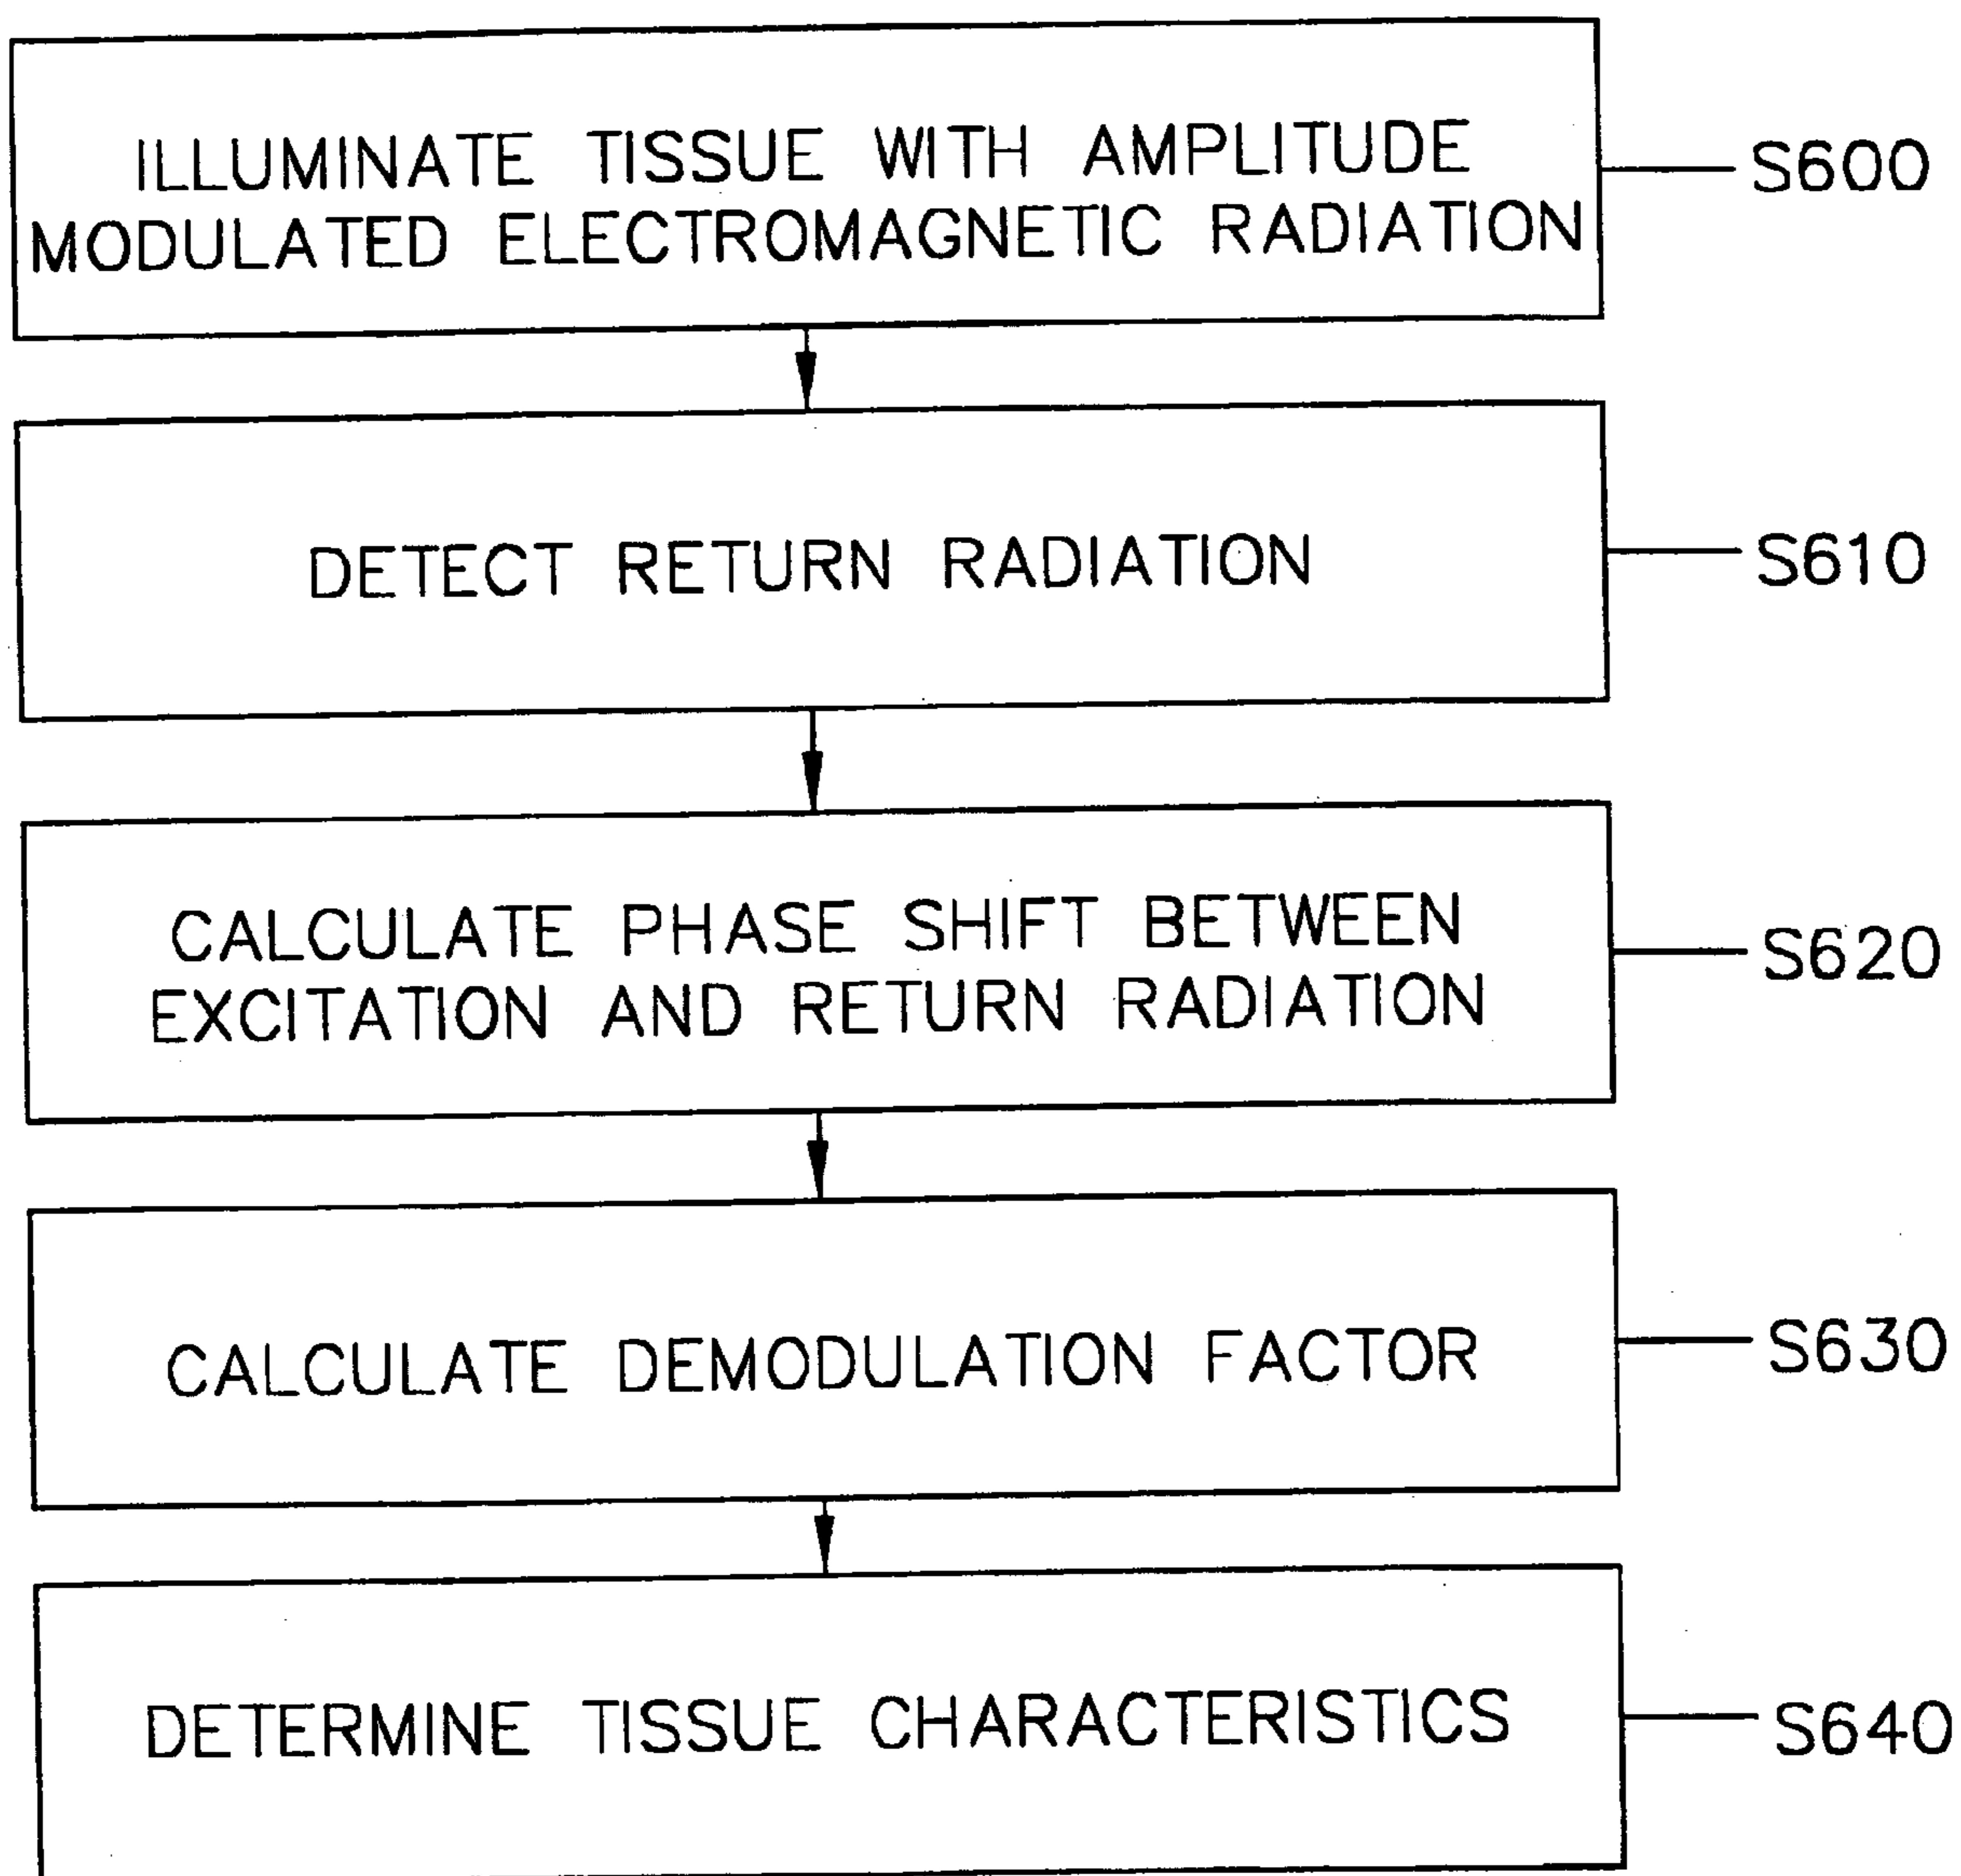 ILLUMINATE TISSUE WITH AMPLITUDE
MODULATED ELECTROMAGNETIC RADIATION
S600
DETECT RETURN RADIATION
S610
CALCULATE PHASE SHIFT BETWEEN
EXCITATION AND RETURN RADIATION
S620
CALCULATE DEMODULATION FACTOR
S630
DETERMINE TISSUE CHARACTERISTICS
S640